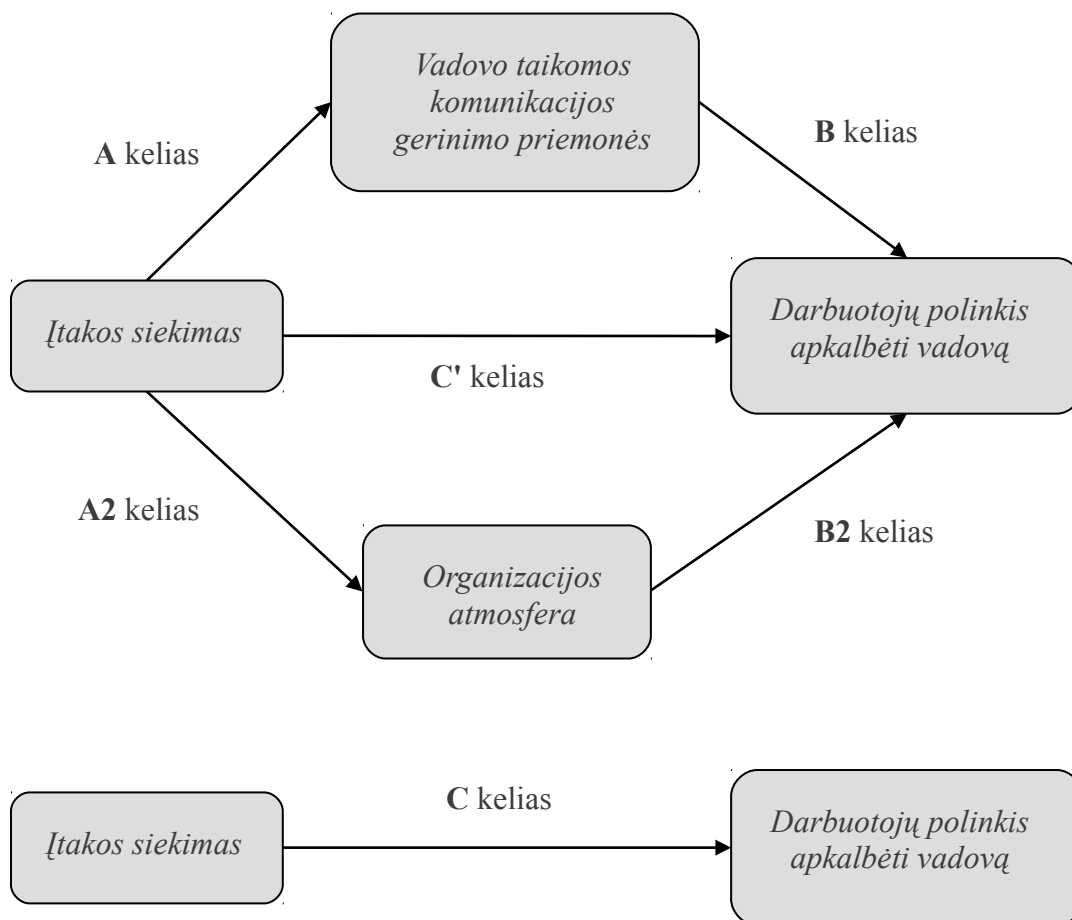 Vadovo taikomos
komunikacijos
gerinimo priemonės
A kelias
B kelias
Įtakos siekimas
Darbuotojų polinkis
apkalbėti vadovą
C' kelias
A2 kelias
B2 kelias
Organizacijos
atmosfera
C kelias
Įtakos siekimas
Darbuotojų polinkis
apkalbėti vadovą